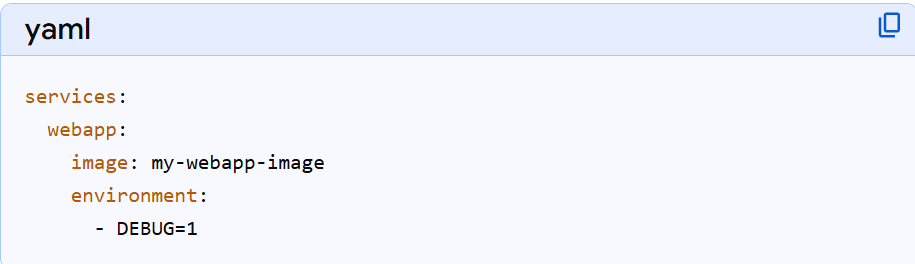 yaml
services:
  webapp:
    image: my-webapp-image
    environment:
      - DEBUG=1